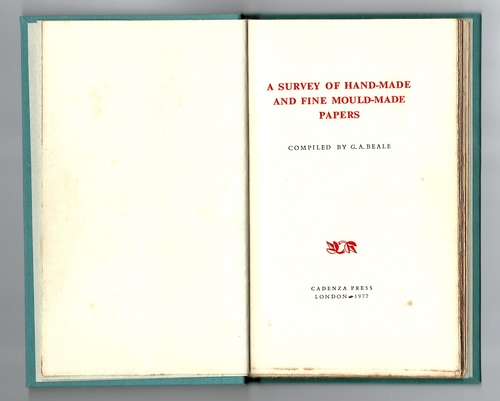 A SURVEY OF HAND-MADE
AND FINE MOULD-MADE
PAPERS
COMPILED BY G.A.BEALE
CADENZA PRESS
LONDON 1977